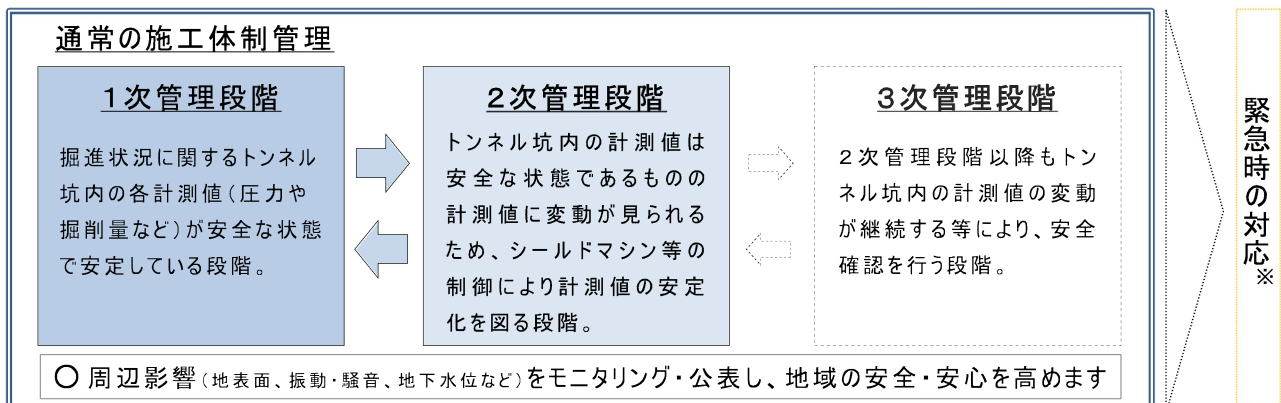 通常の施工体制管理
1次管理段階
掘進状況に関するトンネル
坑内の各計測値(圧力や
掘削量など)が安全な状態
で安定している段階。
2次管理段階
トンネル坑内の計測値は
安全な状態であるものの
計測値に変動が見られる
ため、シールドマシン等の
制御により計測値の安定
化を図る段階。
3次管理段階
2次管理段階以降もトン
ネル坑内の計測値の変動
が継続する等により、安全
確認を行う段階。
〇 周辺影響(地表面、振動・騒音、地下水位など)をモニタリング・公表し、地域の安全・安心を高めます
緊急時の対応※